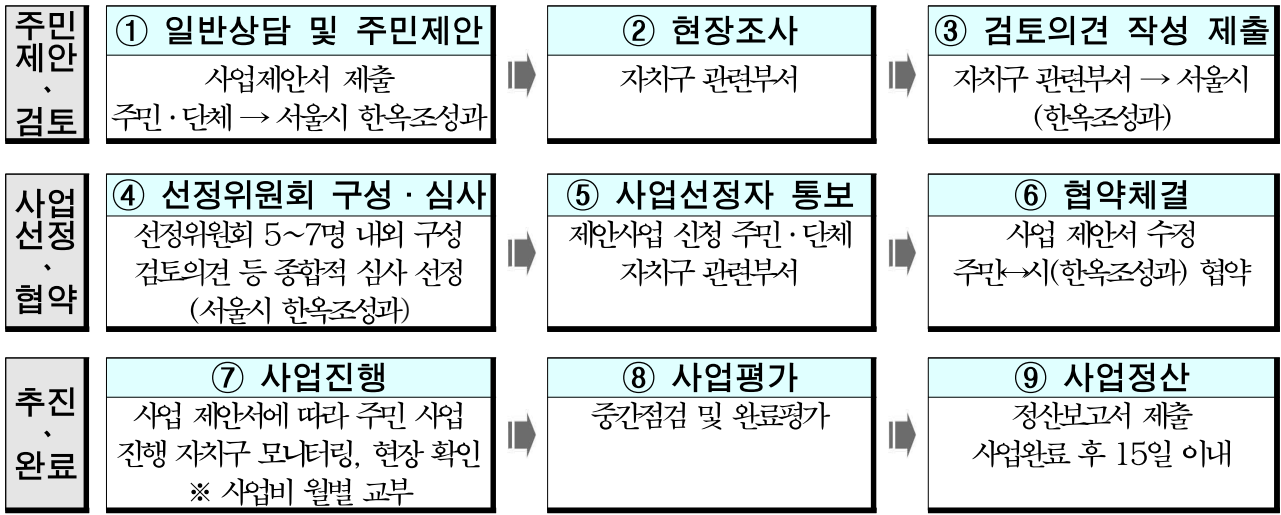 주민
제안
、
검토
① 일반상담 및 주민제안
사업제안서 제출
주민·단체 → 서울시 한옥조성과
② 현장조사
자치구 관련부서
③ 검토의견 작성 제출
자치구 관련부서 → 서울시
(한옥조성과)
사업
선정
、
협약
④ 선정위원회 구성·심사
선정위원회 5~7명 내외 구성
검토의견 등 종합적 심사 선정
(서울시 한옥조성과)
⑤ 사업선정자 통보
제안사업 신청 주민·단체
자치구 관련부서
⑥ 협약체결
사업 제안서 수정
주민↔시(한옥조성과) 협약
추진
、
완료
⑦ 사업진행
사업 제안서에 따라 주민 사업
진행 자치구 모니터링, 현장 확인
※ 사업비 월별 교부
⑧ 사업평가
중간점검 및 완료평가
⑨ 사업정산
정산보고서 제출
사업완료 후 15일 이내